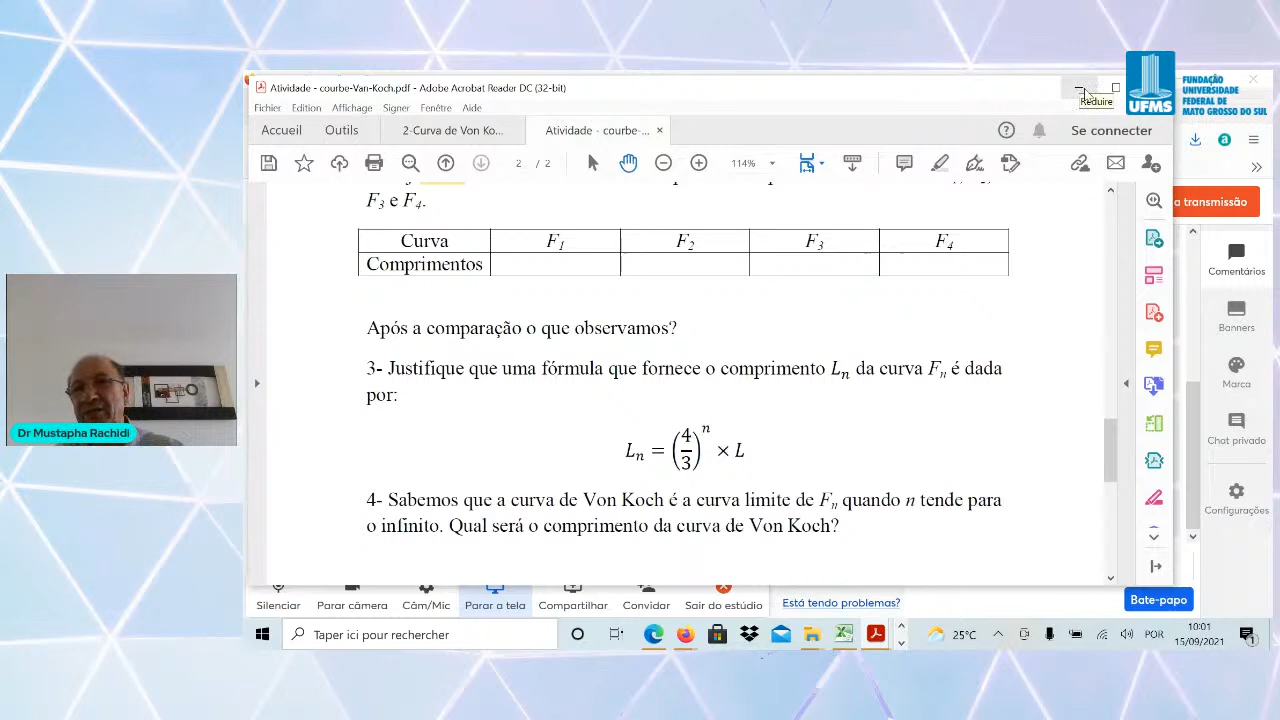 Atividade - courbe-Van-Koch.pdf - Adobe Acrobat Reader DC (32-bit)
Réduire
UFMS
FUNDAÇÃO
UNIVERSIDADE
FEDERAL DE
MATO GROSSO DO SUL
Fichier Edition Affichage Signer Fenêtre Aide
Accueil Outils 2-Curva de Von Ko... Atividade - courbe-... × Se connecter
2 / 2 114%
a transmissão
F₃ e F₄.
Curva F₁ F₂ F₃ F₄
Comprimentos
Após a comparação o que observamos?
3- Justifique que uma fórmula que fornece o comprimento Lₙ da curva Fₙ é dada
por:
Lₙ = (4/3)ⁿ × L
4- Sabemos que a curva de Von Koch é a curva limite de Fₙ quando n tende para
o infinito. Qual será o comprimento da curva de Von Koch?
Comentários
Banners
Marca
Chat privado
Configurações
Dr Mustapha Rachidi
Silenciar Parar câmera Câm/Mic Parar a tela Compartilhar Convidar Sair do estúdio
Está tendo problemas?
Bate-papo
Taper ici pour rechercher
25°C POR 10:01
15/09/2021